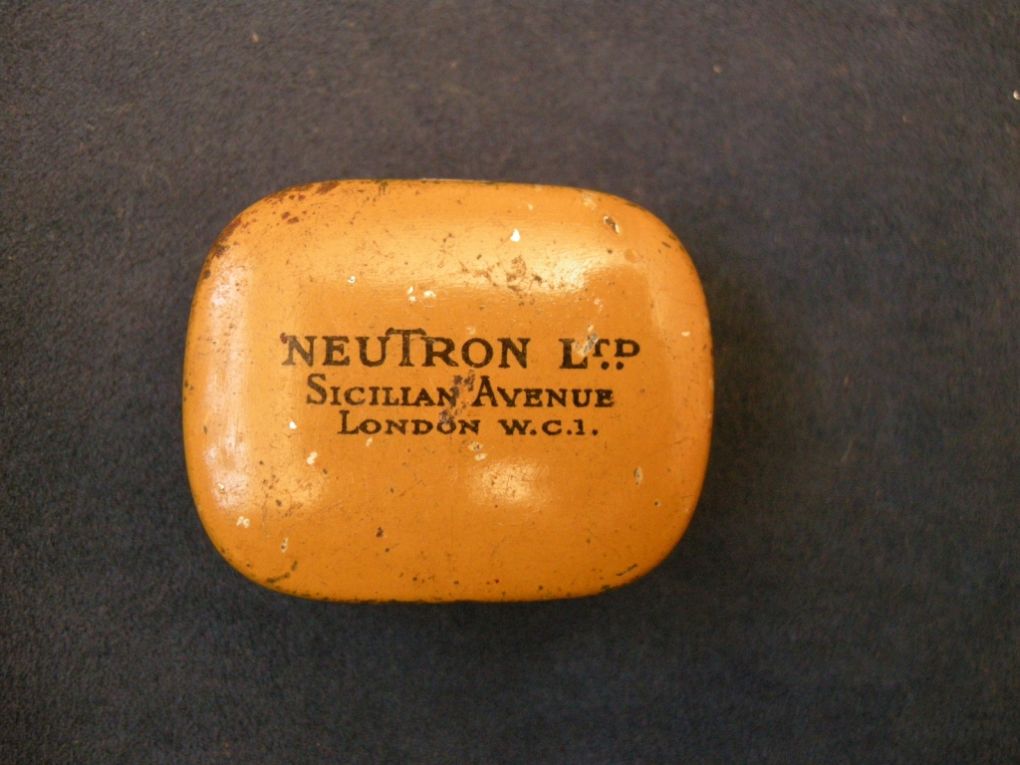 NEUTRON LTD.
SICILIAN AVENUE
LONDON W.C.1.